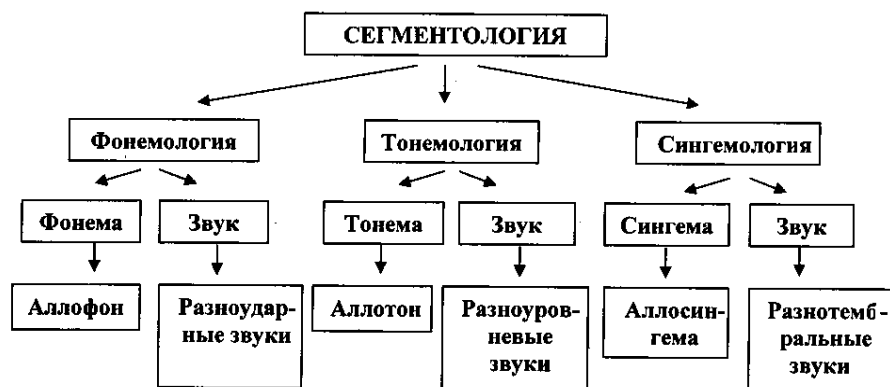 СЕГМЕНТОЛОГИЯ
Фонемология
Тонемология
Сингемология
Фонема
Звук
Тонема
Звук
Сингема
Звук
Аллофон
Разноудар-
ные звуки
Аллотон
Разноуров-
невые
звуки
Аллосин-
гема
Разнотемб-
ральные
звуки